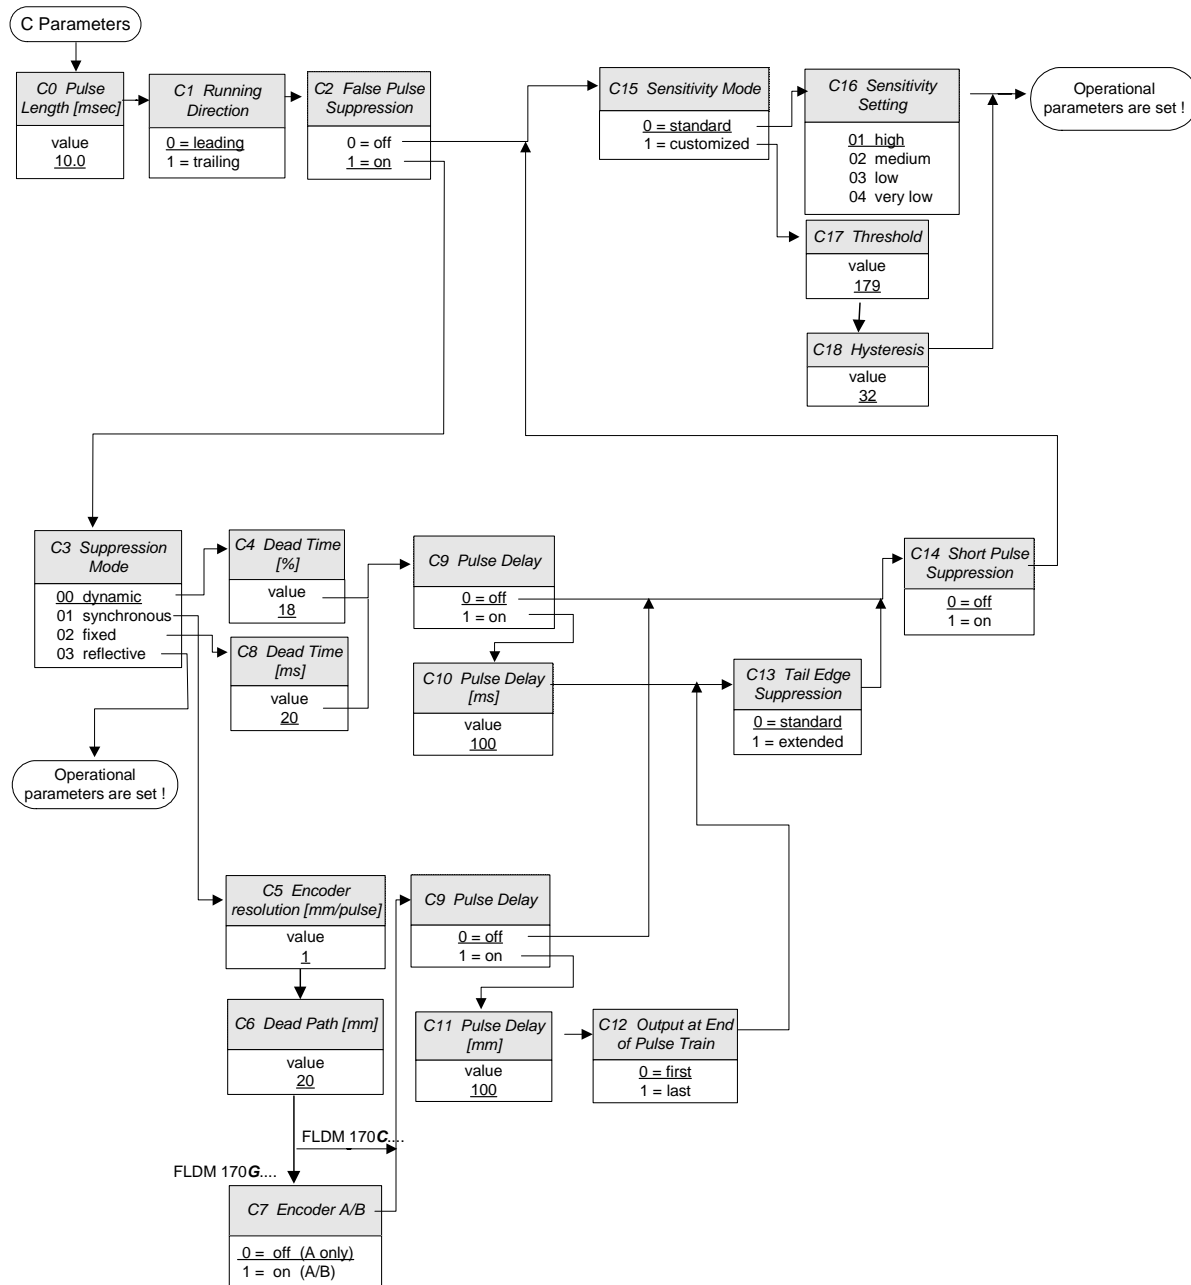 C Parameters
C0 Pulse
Length [msec]
value
10.0
C1 Running
Direction
0 = leading
1 = trailing
C2 False Pulse
Suppression
0 = off
1 = on
C15 Sensitivity Mode
0 = standard
1 = customized
C16 Sensitivity
Setting
01 high
02 medium
03 low
04 very low
Operational
parameters are set !
C17 Threshold
value
179
C18 Hysteresis
value
32
C3 Suppression
Mode
00 dynamic
01 synchronous
02 fixed
03 reflective
C4 Dead Time
[%]
value
18
C8 Dead Time
[ms]
value
20
C9 Pulse Delay
0 = off
1 = on
C10 Pulse Delay
[ms]
value
100
C13 Tail Edge
Suppression
0 = standard
1 = extended
C14 Short Pulse
Suppression
0 = off
1 = on
Operational
parameters are set !
C5 Encoder
resolution [mm/pulse]
value
1
C6 Dead Path [mm]
value
20
C9 Pulse Delay
0 = off
1 = on
C11 Pulse Delay
[mm]
value
100
C12 Output at End
of Pulse Train
0 = first
1 = last
FLDM 170C....
FLDM 170G....
C7 Encoder A/B
0 = off (A only)
1 = on (A/B)